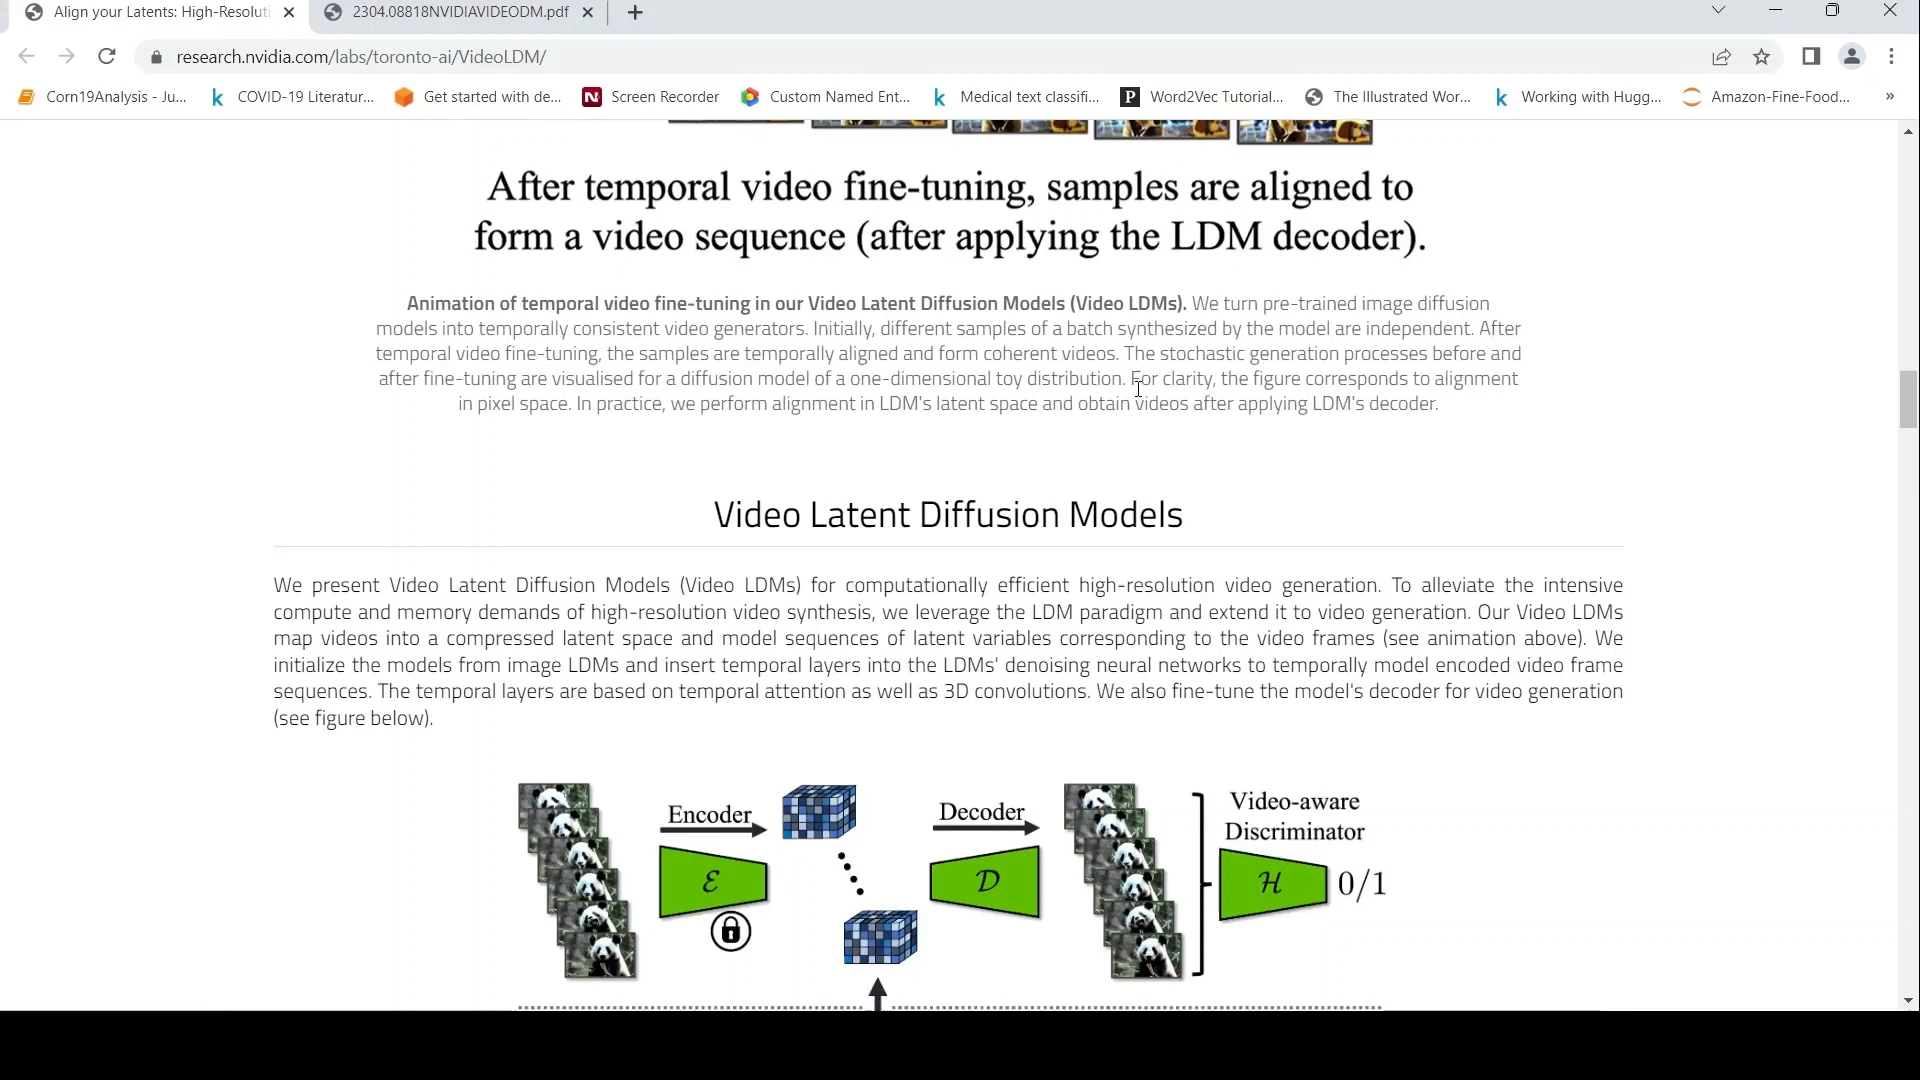 Align your Latents: High-Resoluti
2304.08818NVIDIAVIDEODM.pdf
research.nvidia.com/labs/toronto-ai/VideoLDM/
Corn19Analysis - Ju...
COVID-19 Literatur...
Get started with de...
Screen Recorder
Custom Named Ent...
Medical text classifi...
Word2Vec Tutorial...
The Illustrated Wor...
Working with Hugg...
Amazon-Fine-Food...
After temporal video fine-tuning, samples are aligned to
form a video sequence (after applying the LDM decoder).
Animation of temporal video fine-tuning in our Video Latent Diffusion Models (Video LDMs). We turn pre-trained image diffusion
models into temporally consistent video generators. Initially, different samples of a batch synthesized by the model are independent. After
temporal video fine-tuning, the samples are temporally aligned and form coherent videos. The stochastic generation processes before and
after fine-tuning are visualised for a diffusion model of a one-dimensional toy distribution. For clarity, the figure corresponds to alignment
in pixel space. In practice, we perform alignment in LDM's latent space and obtain videos after applying LDM's decoder.
Video Latent Diffusion Models
We present Video Latent Diffusion Models (Video LDMs) for computationally efficient high-resolution video generation. To alleviate the intensive
compute and memory demands of high-resolution video synthesis, we leverage the LDM paradigm and extend it to video generation. Our Video LDMs
map videos into a compressed latent space and model sequences of latent variables corresponding to the video frames (see animation above). We
initialize the models from image LDMs and insert temporal layers into the LDMs' denoising neural networks to temporally model encoded video frame
sequences. The temporal layers are based on temporal attention as well as 3D convolutions. We also fine-tune the model's decoder for video generation
(see figure below).
Encoder
Decoder
Video-aware
Discriminator
ℰ
𝒟
ℋ
0/1